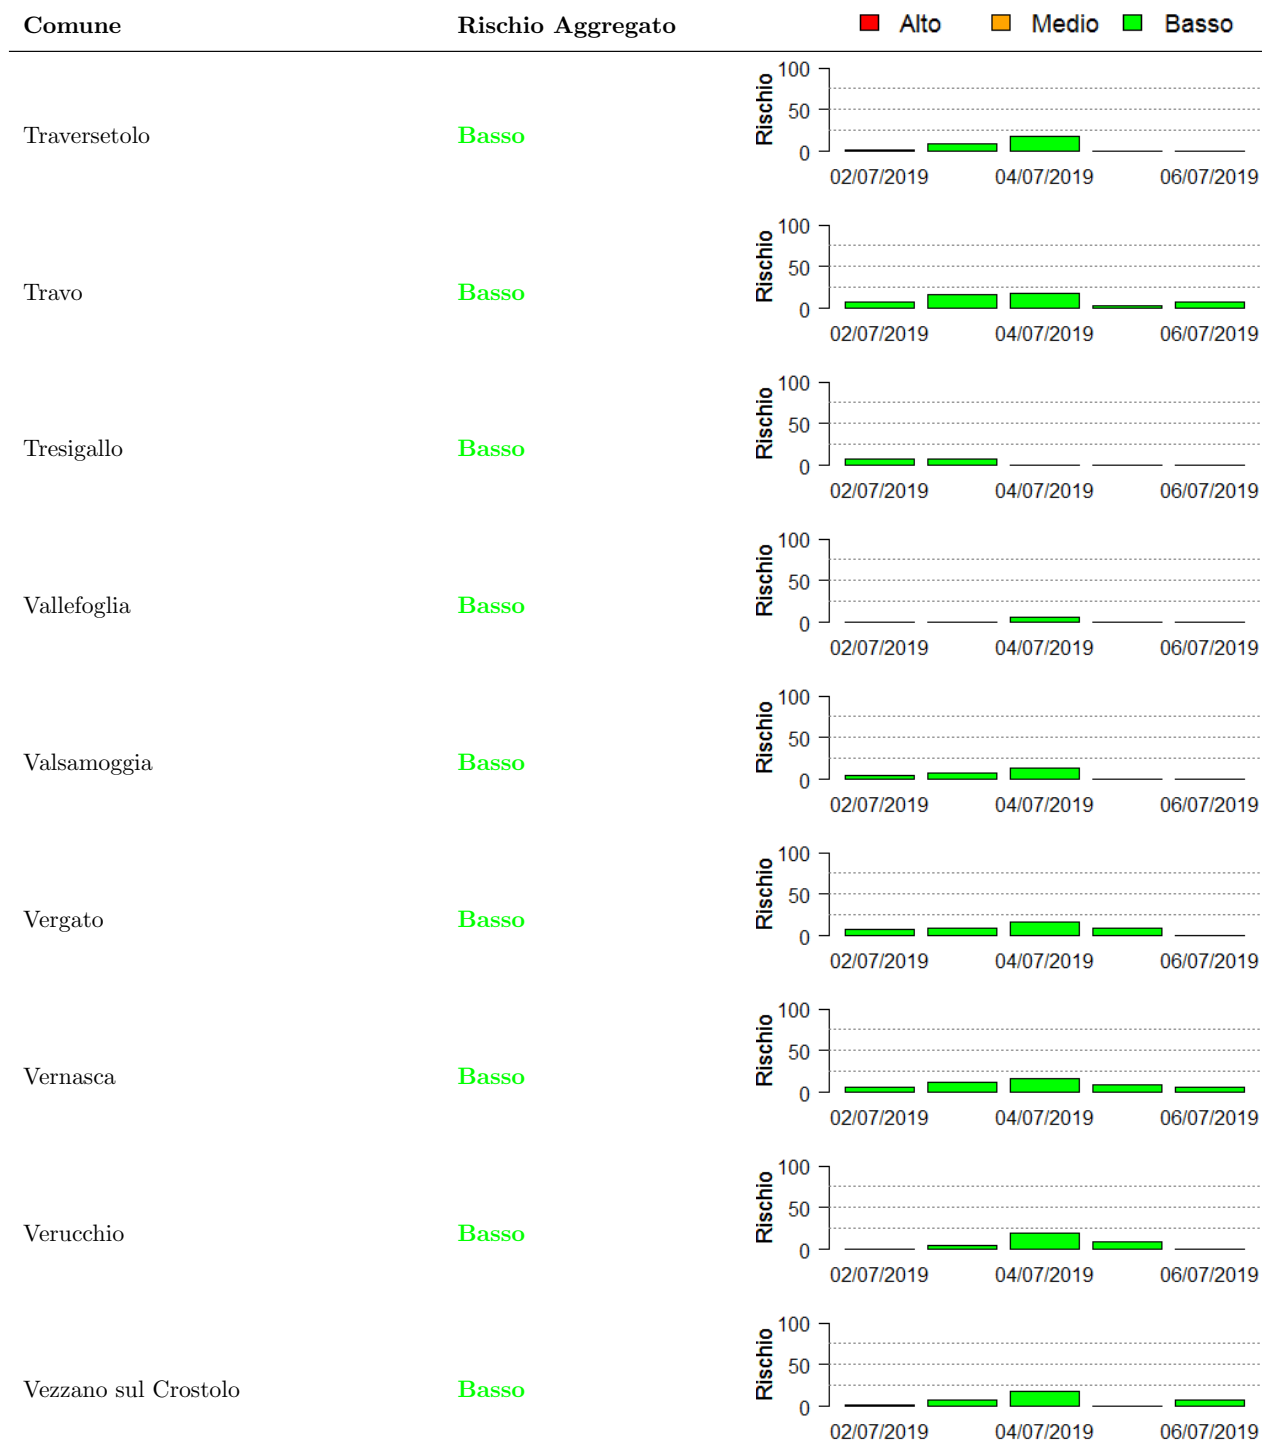 Comune Rischio Aggregato Alto Medio Basso
100
50
0
Rischio
Traversetolo Basso
02/07/2019 04/07/2019 06/07/2019
100
50
0
Rischio
Travo Basso
02/07/2019 04/07/2019 06/07/2019
100
50
0
Rischio
Tresigallo Basso
02/07/2019 04/07/2019 06/07/2019
100
50
0
Rischio
Vallefoglia Basso
02/07/2019 04/07/2019 06/07/2019
100
50
0
Rischio
Valsamoggia Basso
02/07/2019 04/07/2019 06/07/2019
100
50
0
Rischio
Vergato Basso
02/07/2019 04/07/2019 06/07/2019
100
50
0
Rischio
Vernasca Basso
02/07/2019 04/07/2019 06/07/2019
100
50
0
Rischio
Verucchio Basso
02/07/2019 04/07/2019 06/07/2019
100
50
0
Rischio
Vezzano sul Crostolo Basso
02/07/2019 04/07/2019 06/07/2019